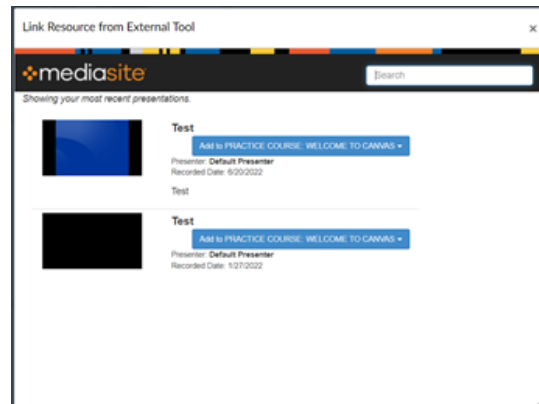 Link Resource from External Tool
×
mediasite
Search
Showing your most recent presentations.
Test
Add to PRACTICE COURSE: WELCOME TO CANVAS
Presenter: Default Presenter
Recorded Date: 6/20/2022
Test
Test
Add to PRACTICE COURSE: WELCOME TO CANVAS
Presenter: Default Presenter
Recorded Date: 1/27/2022